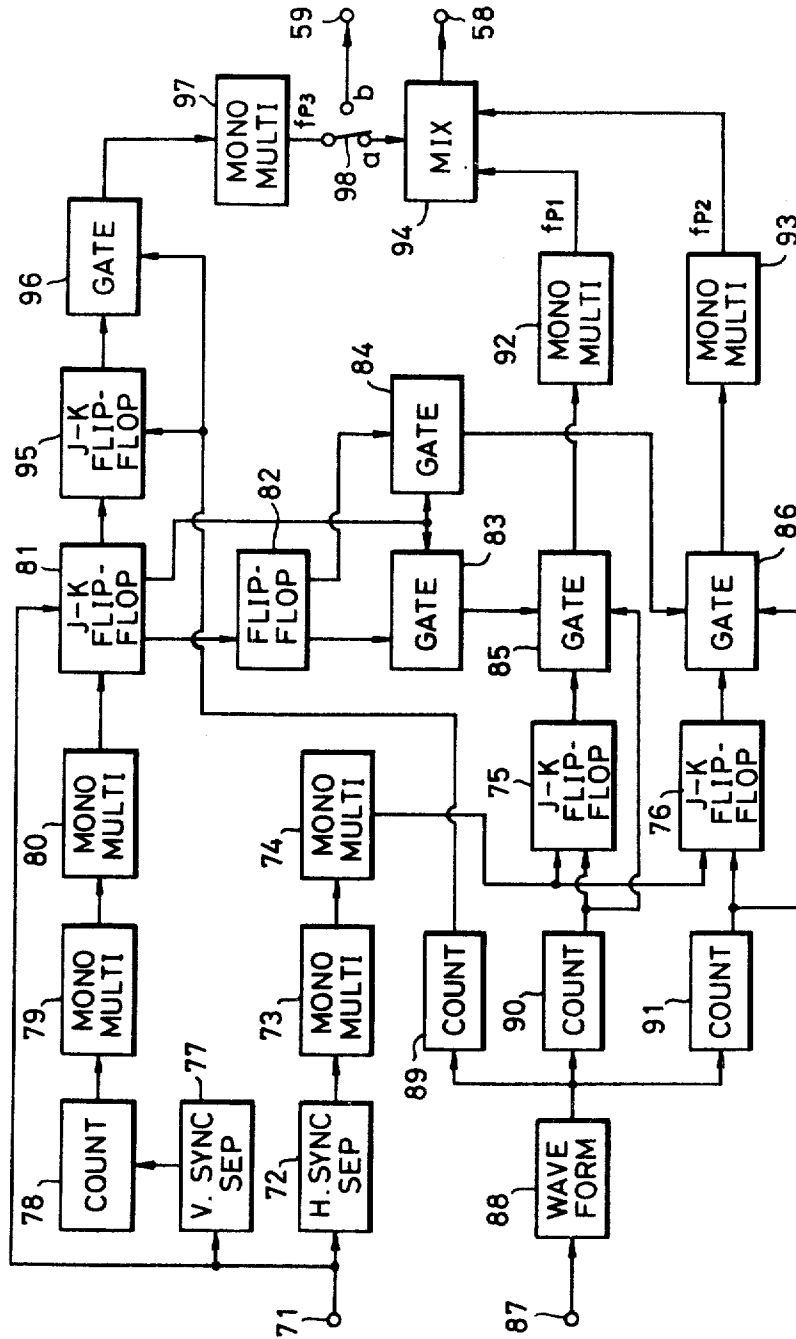 59
58
97
MONO
MULTI
fP3
b
98
a
MIX
94
96
GATE
fP1
fP2
95
J-K
FLIP-
FLOP
84
GATE
92
MONO
MULTI
93
MONO
MULTI
81
J-K
FLIP-
FLOP
82
FLIP-
FLOP
83
GATE
85
GATE
86
GATE
80
MONO
MULTI
74
MONO
MULTI
75
J-K
FLIP-
FLOP
76
J-K
FLIP-
FLOP
79
MONO
MULTI
73
MONO
MULTI
89
COUNT
90
COUNT
91
COUNT
78
COUNT
77
V. SYNC
SEP
72
H. SYNC
SEP
88
WAVE
FORM
71
87